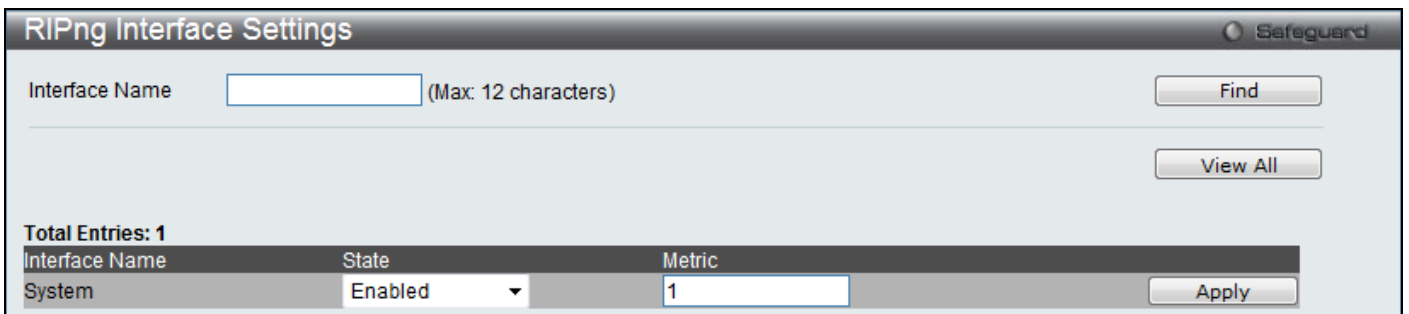 RIPng Interface Settings Safeguard
Interface Name (Max: 12 characters) Find
View All
Total Entries: 1
Interface Name State Metric
System Enabled 1 Apply